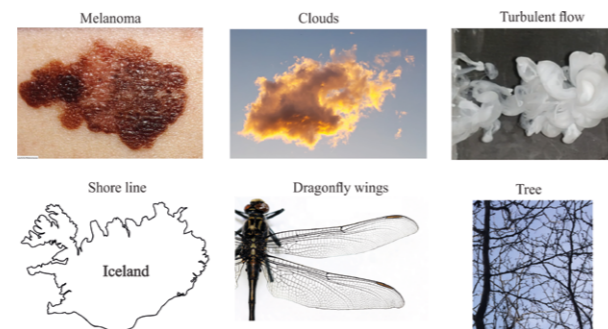 Melanoma
Clouds
Turbulent flow
Shore line
Dragonfly wings
Tree
Iceland